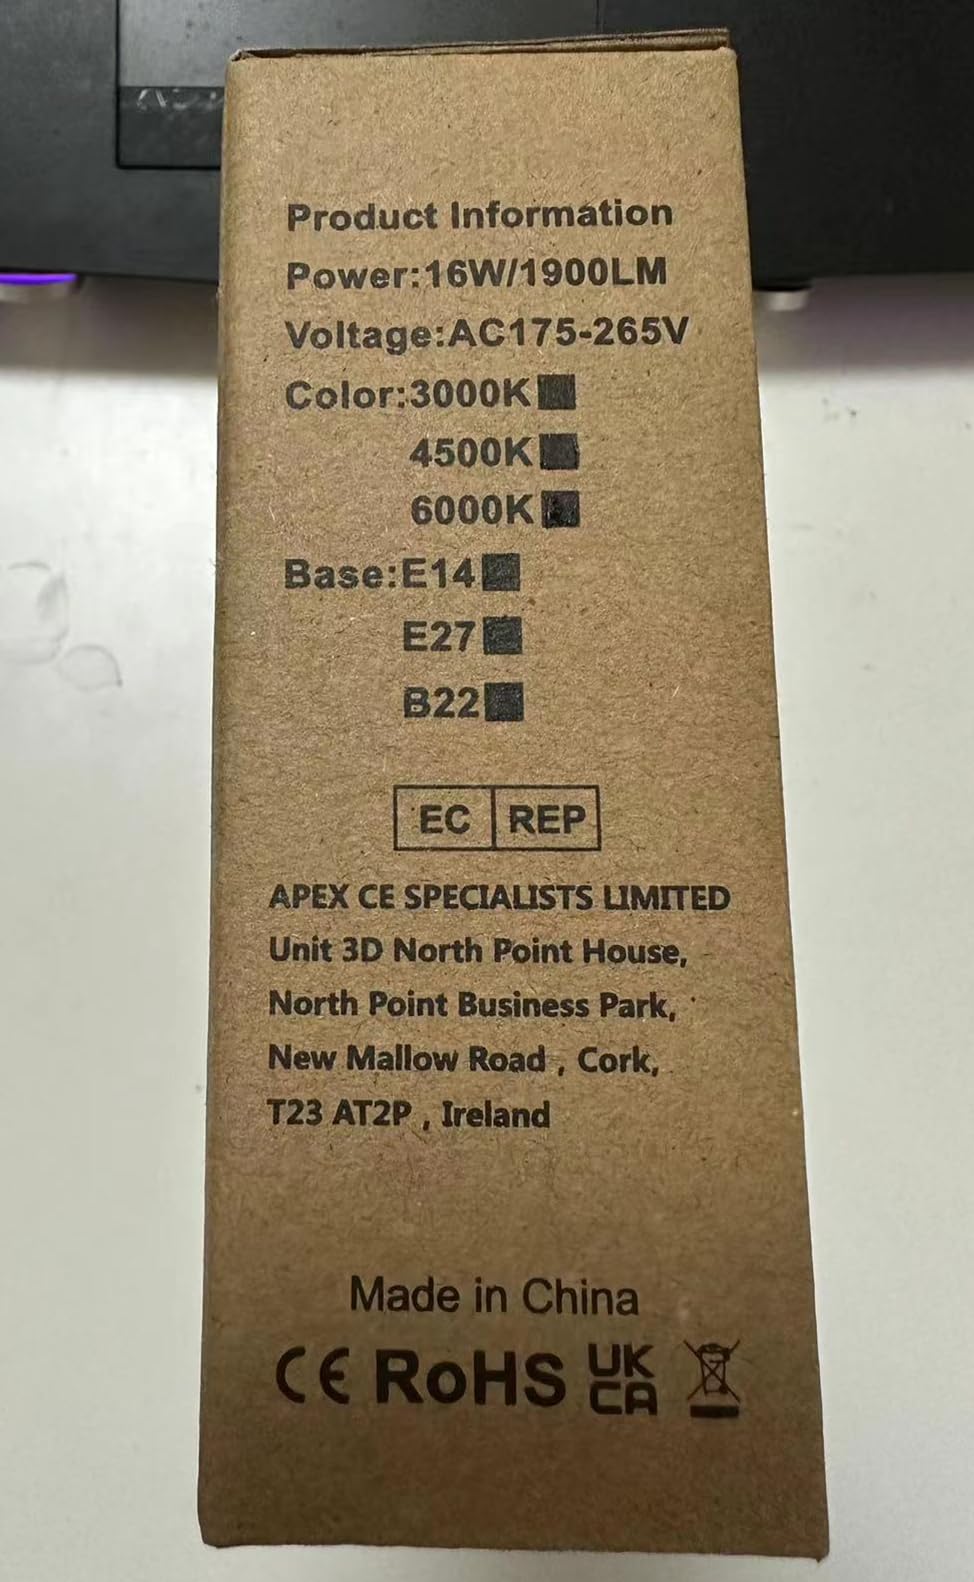 Product Information
Power:16W/1900LM
Voltage:AC175-265V
Color:3000K■
4500K■
6000K■
Base:E14■
E27■
B22■
EC REP
APEX CE SPECIALISTS LIMITED
Unit 3D North Point House,
North Point Business Park,
New Mallow Road , Cork,
T23 AT2P , Ireland
Made in China
CE RoHS UK CA